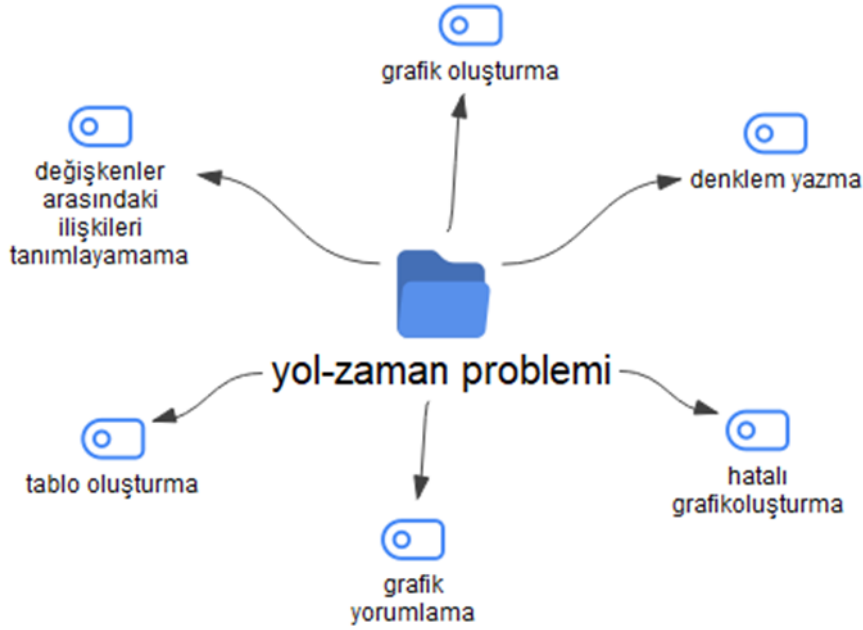 grafik oluşturma
değişkenler
arasındaki
ilişkileri
tanımlayamama
denklem yazma
yol-zaman problemi
tablo oluşturma
hatalı
grafikoluşturma
grafik
yorumlama